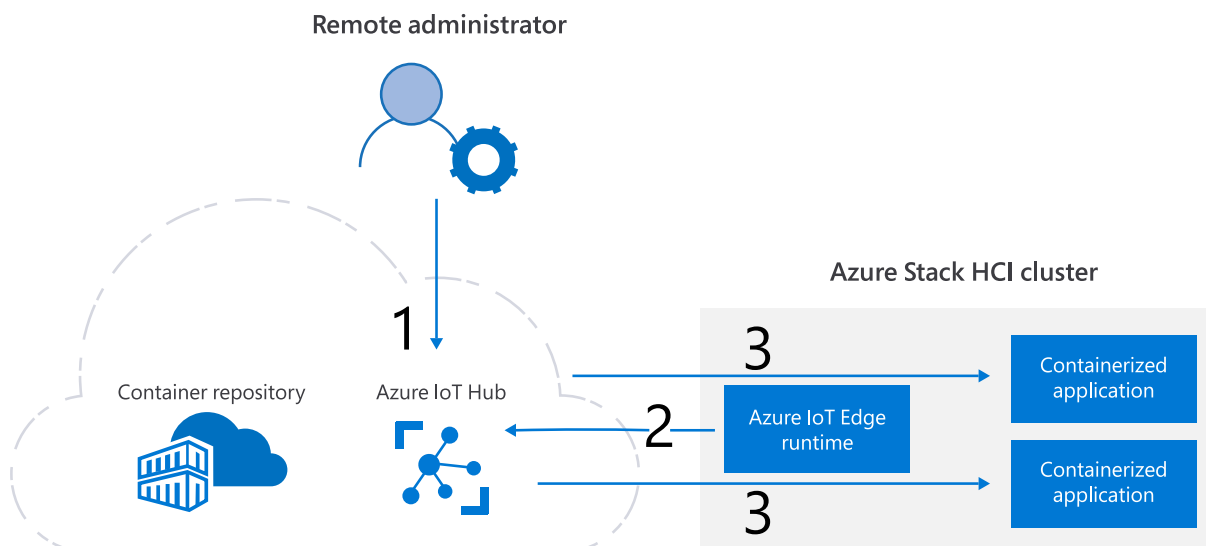 Remote administrator
Azure Stack HCI cluster
1
3
Containerized
application
Container repository
Azure IoT Hub
2
Azure IoT Edge
runtime
Containerized
application
3